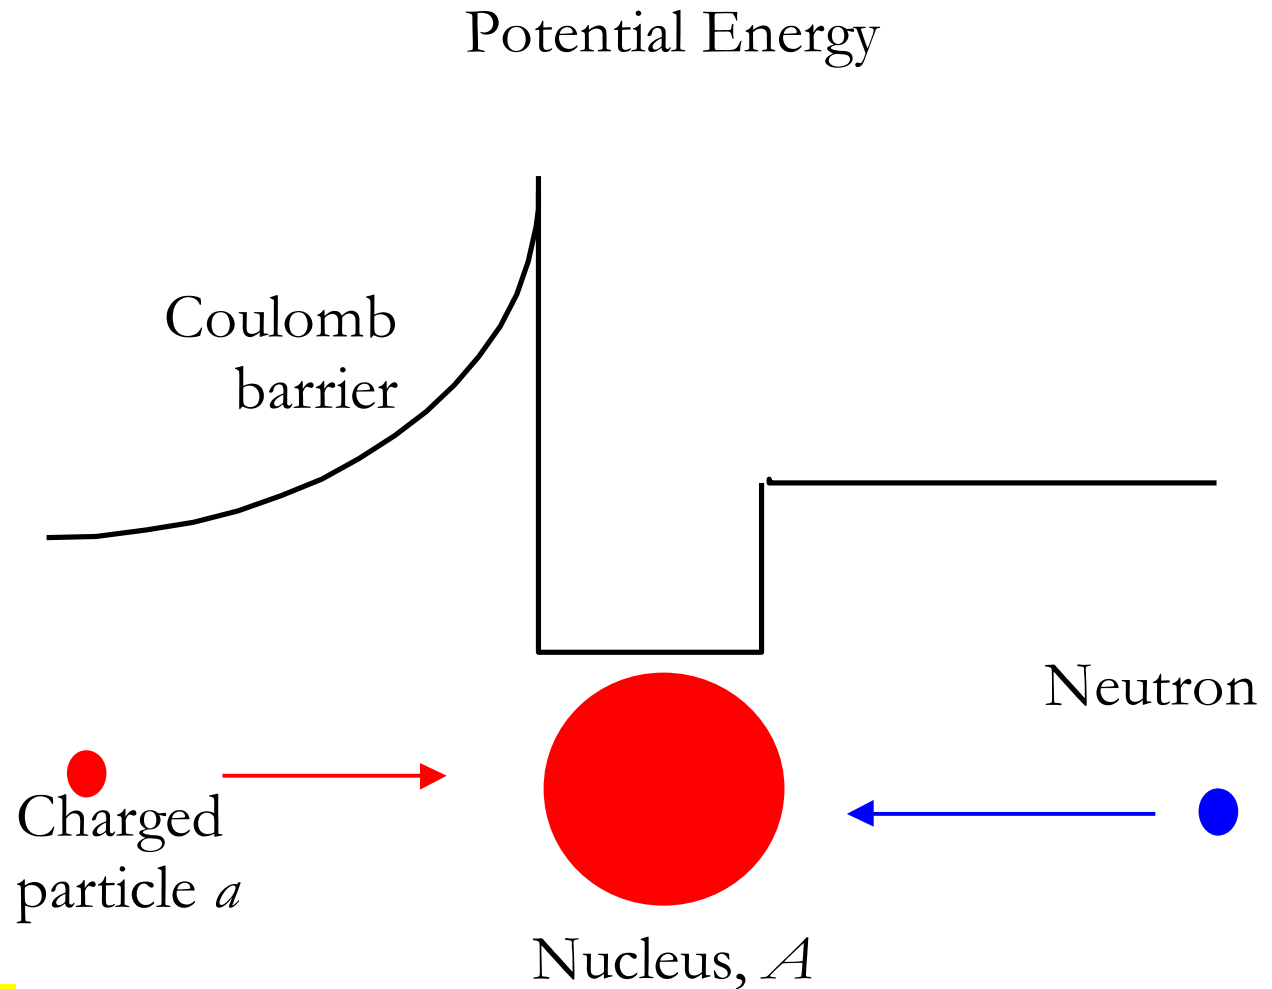 Potential Energy
Coulomb
barrier
Neutron
Charged
particle a
Nucleus, A